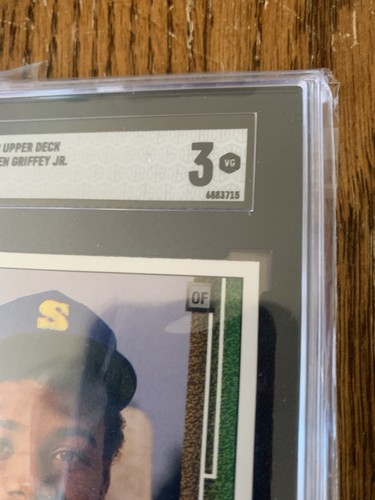 UPPER DECK
EN GRIFFEY JR.
3 VG
6883715
OF
S